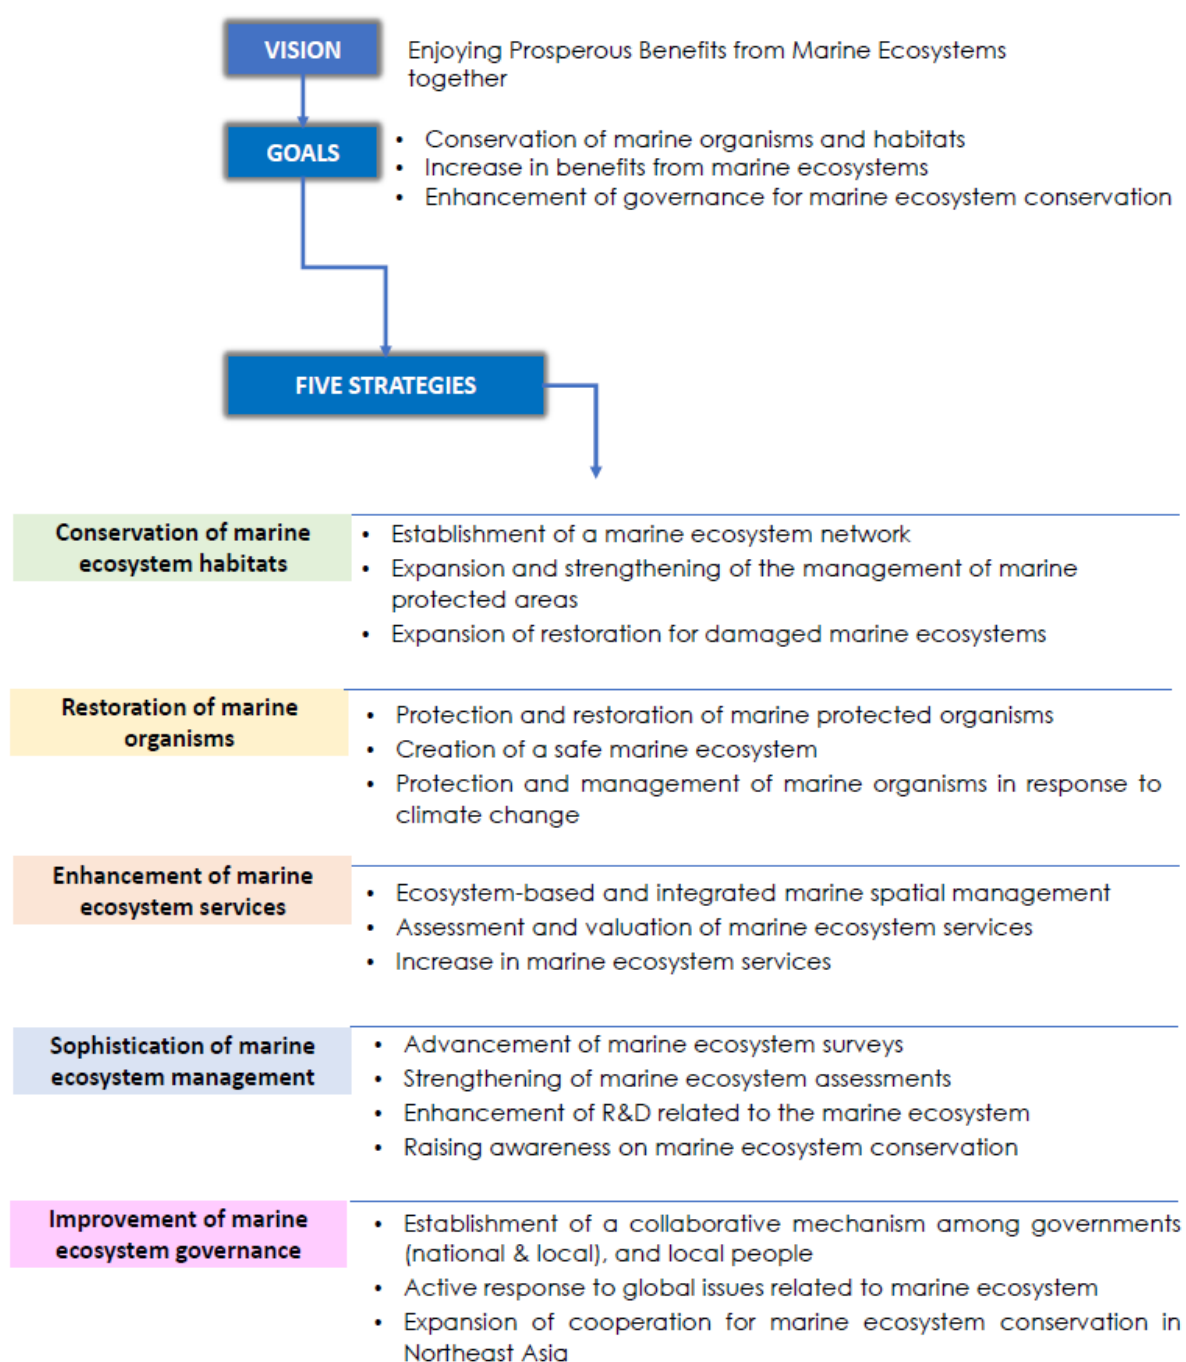 VISION
Enjoying Prosperous Benefits from Marine Ecosystems
together
GOALS
• Conservation of marine organisms and habitats
• Increase in benefits from marine ecosystems
• Enhancement of governance for marine ecosystem conservation
FIVE STRATEGIES
Conservation of marine
ecosystem habitats
• Establishment of a marine ecosystem network
• Expansion and strengthening of the management of marine
protected areas
• Expansion of restoration for damaged marine ecosystems
Restoration of marine
organisms
• Protection and restoration of marine protected organisms
• Creation of a safe marine ecosystem
• Protection and management of marine organisms in response to
climate change
Enhancement of marine
ecosystem services
• Ecosystem-based and integrated marine spatial management
• Assessment and valuation of marine ecosystem services
• Increase in marine ecosystem services
Sophistication of marine
ecosystem management
• Advancement of marine ecosystem surveys
• Strengthening of marine ecosystem assessments
• Enhancement of R&D related to the marine ecosystem
• Raising awareness on marine ecosystem conservation
Improvement of marine
ecosystem governance
• Establishment of a collaborative mechanism among governments
(national & local), and local people
• Active response to global issues related to marine ecosystem
• Expansion of cooperation for marine ecosystem conservation in
Northeast Asia